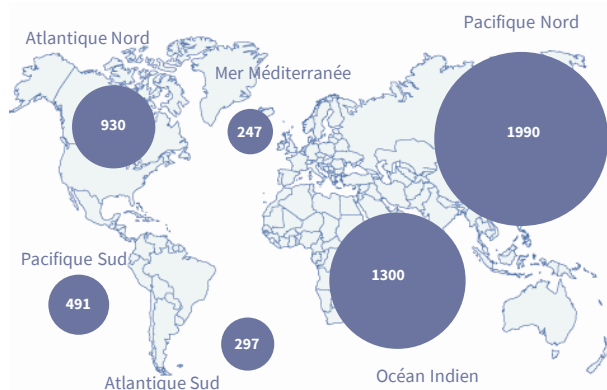 Pacifique Nord
Atlantique Nord
Mer Méditerranée
930
247
1990
Pacifique Sud
1300
491
297
Océan Indien
Atlantique Sud